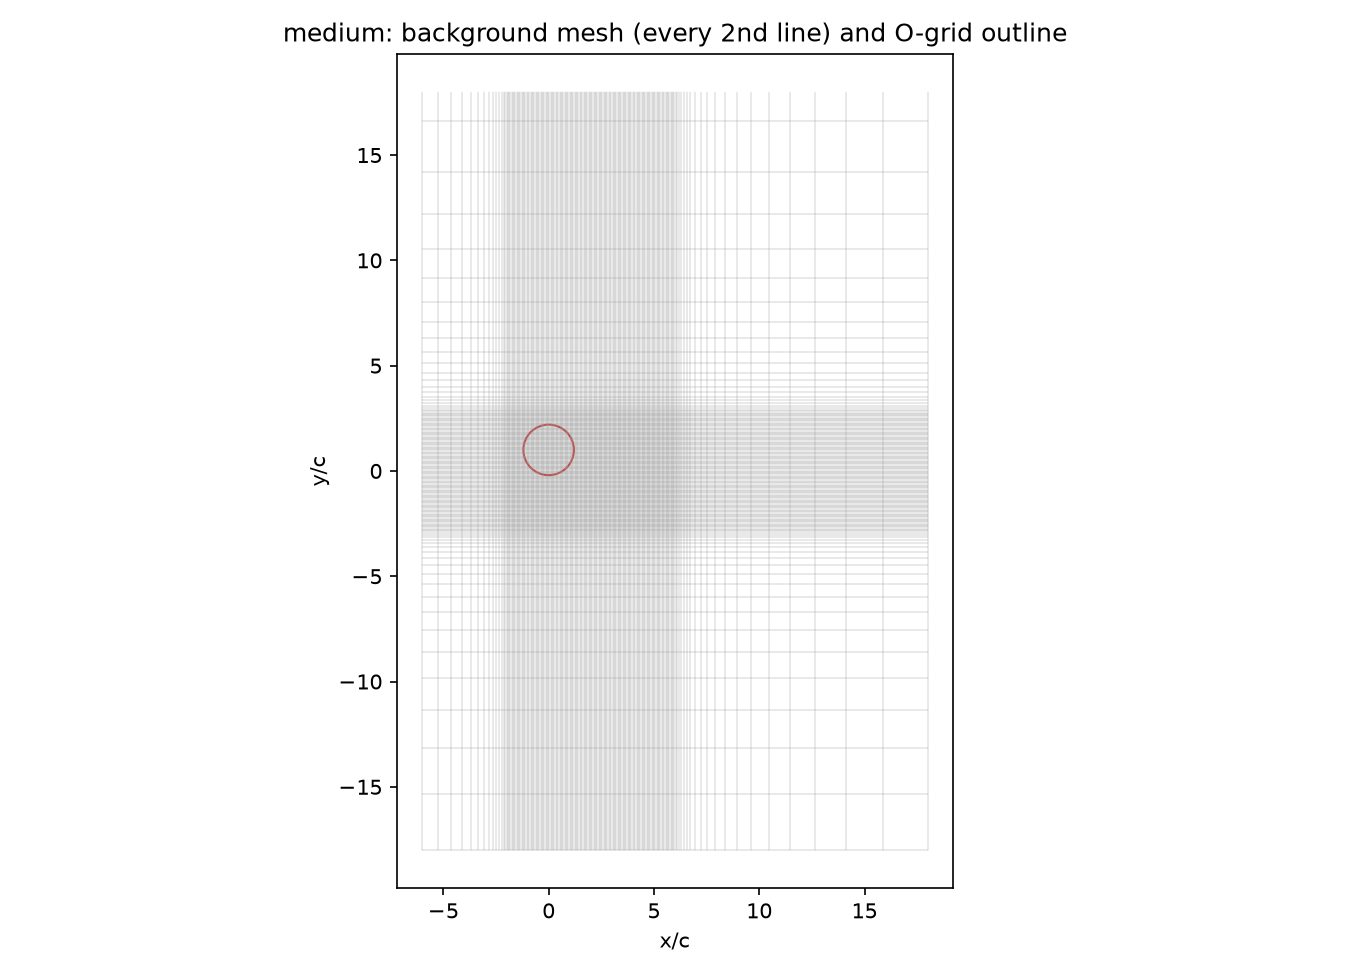 medium: background mesh (every 2nd line) and O-grid outline
15
10
5
0
−5
−10
−15
y/c
−5 0 5 10 15
x/c